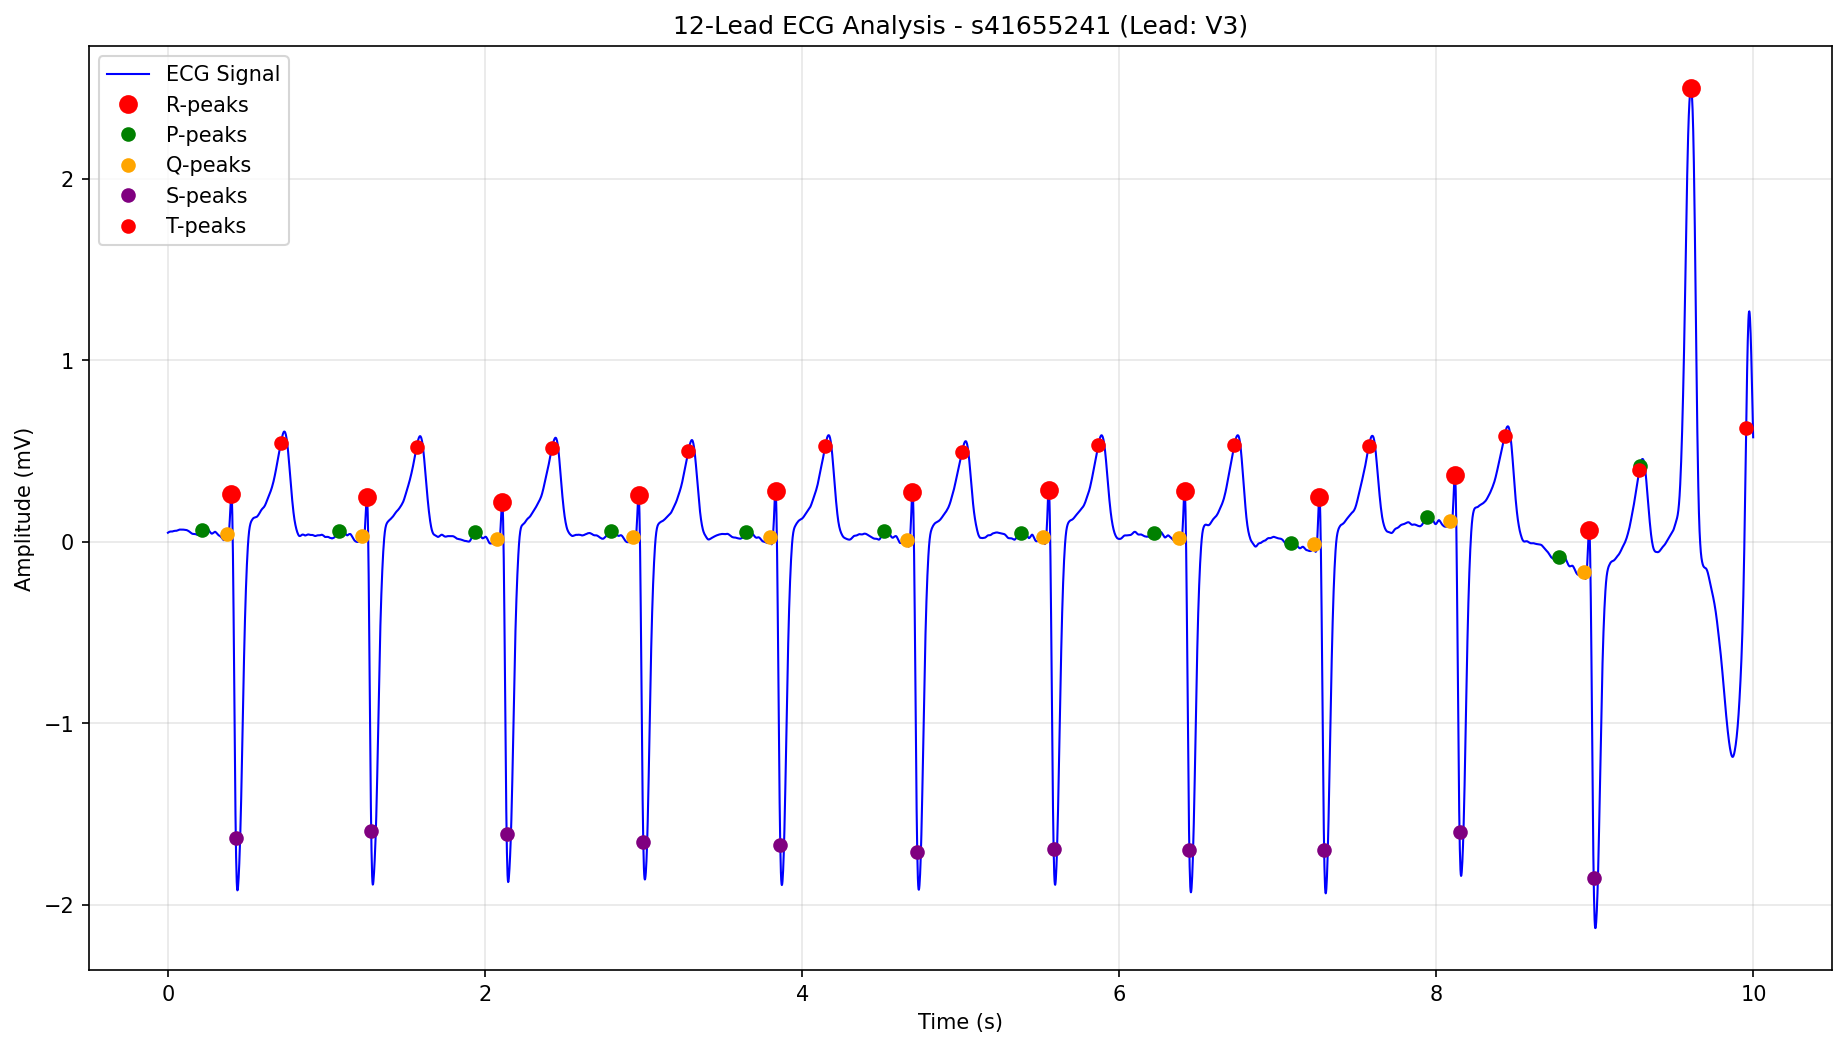 12-Lead ECG Analysis - s41655241 (Lead: V3)
ECG Signal
R-peaks
P-peaks
Q-peaks
S-peaks
T-peaks
2
1
0
−1
−2
Amplitude (mV)
0 2 4 6 8 10
Time (s)